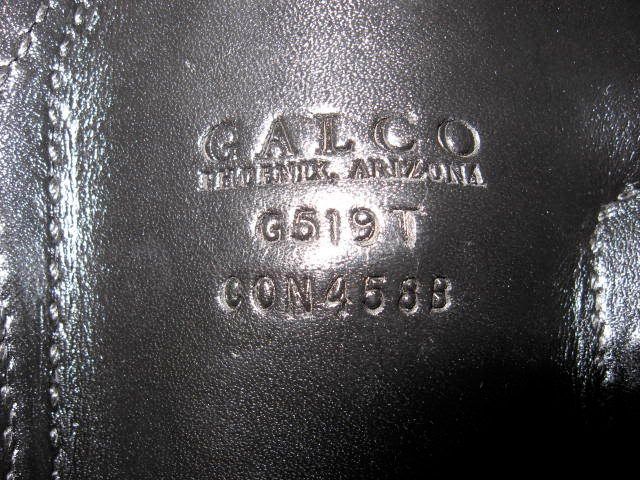 GALCO
PHOENIX, ARIZONA
G519T
CON458B